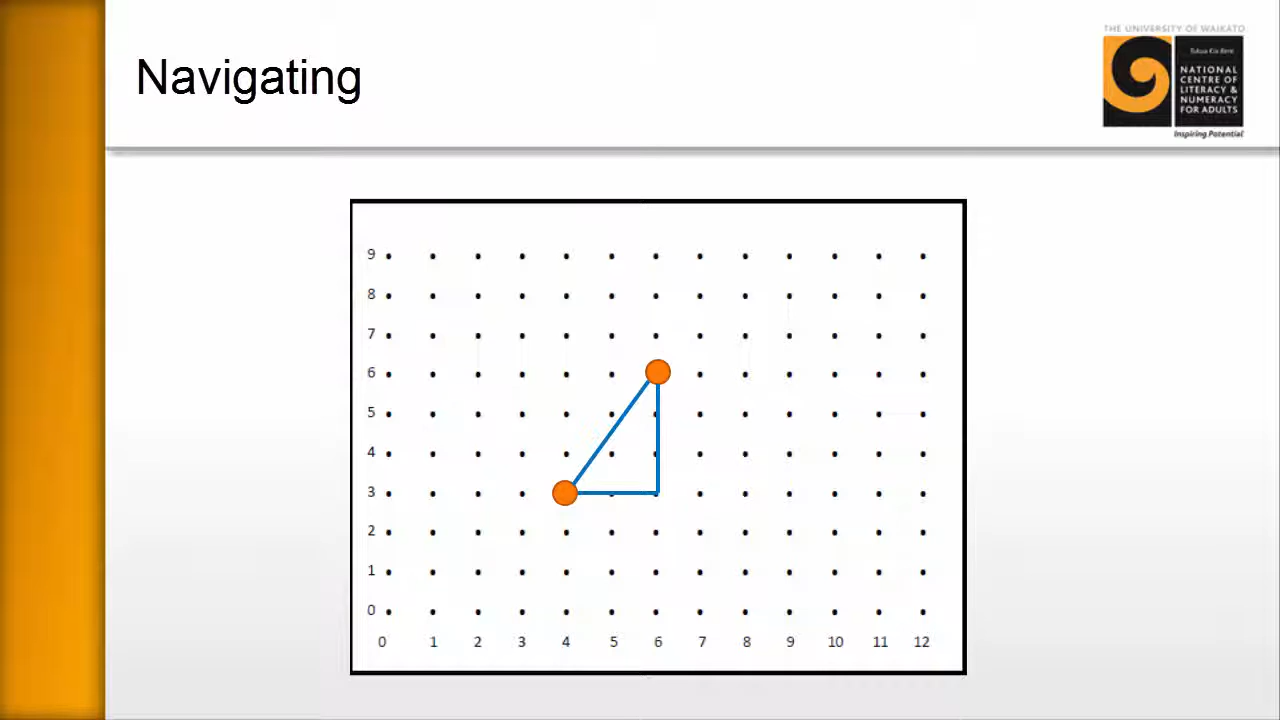 Navigating
THE UNIVERSITY OF WAIKATO
NATIONAL
CENTRE OF
LITERACY &
NUMERACY
FOR ADULTS
Inspiring Potential
9
8
7
6
5
4
3
2
1
0
0 1 2 3 4 5 6 7 8 9 10 11 12